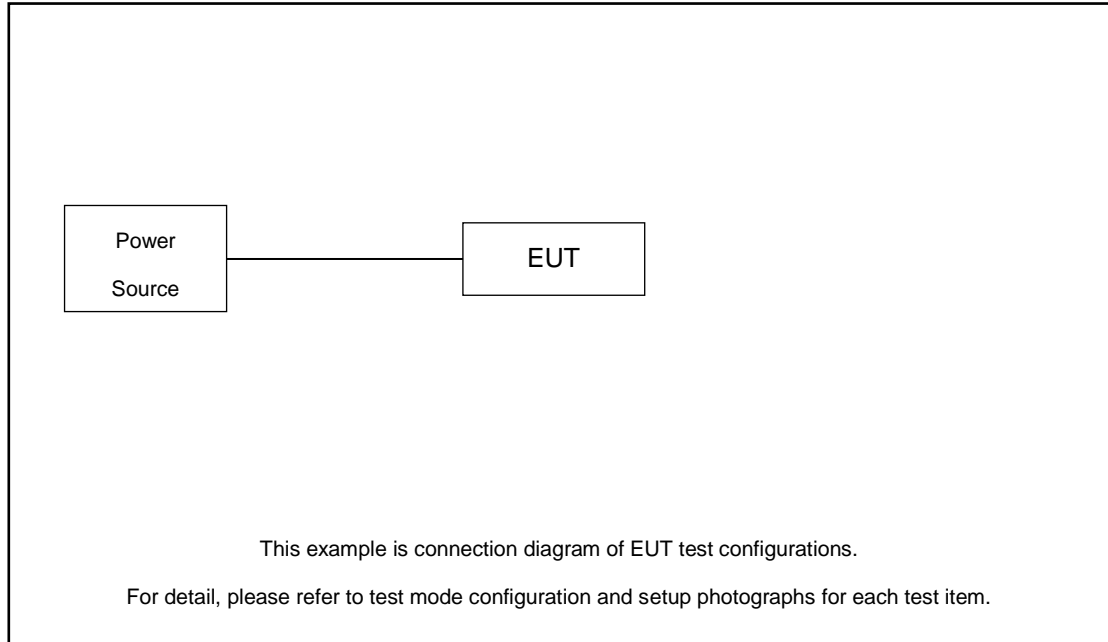 Power
Source
EUT
This example is connection diagram of EUT test configurations.
For detail, please refer to test mode configuration and setup photographs for each test item.